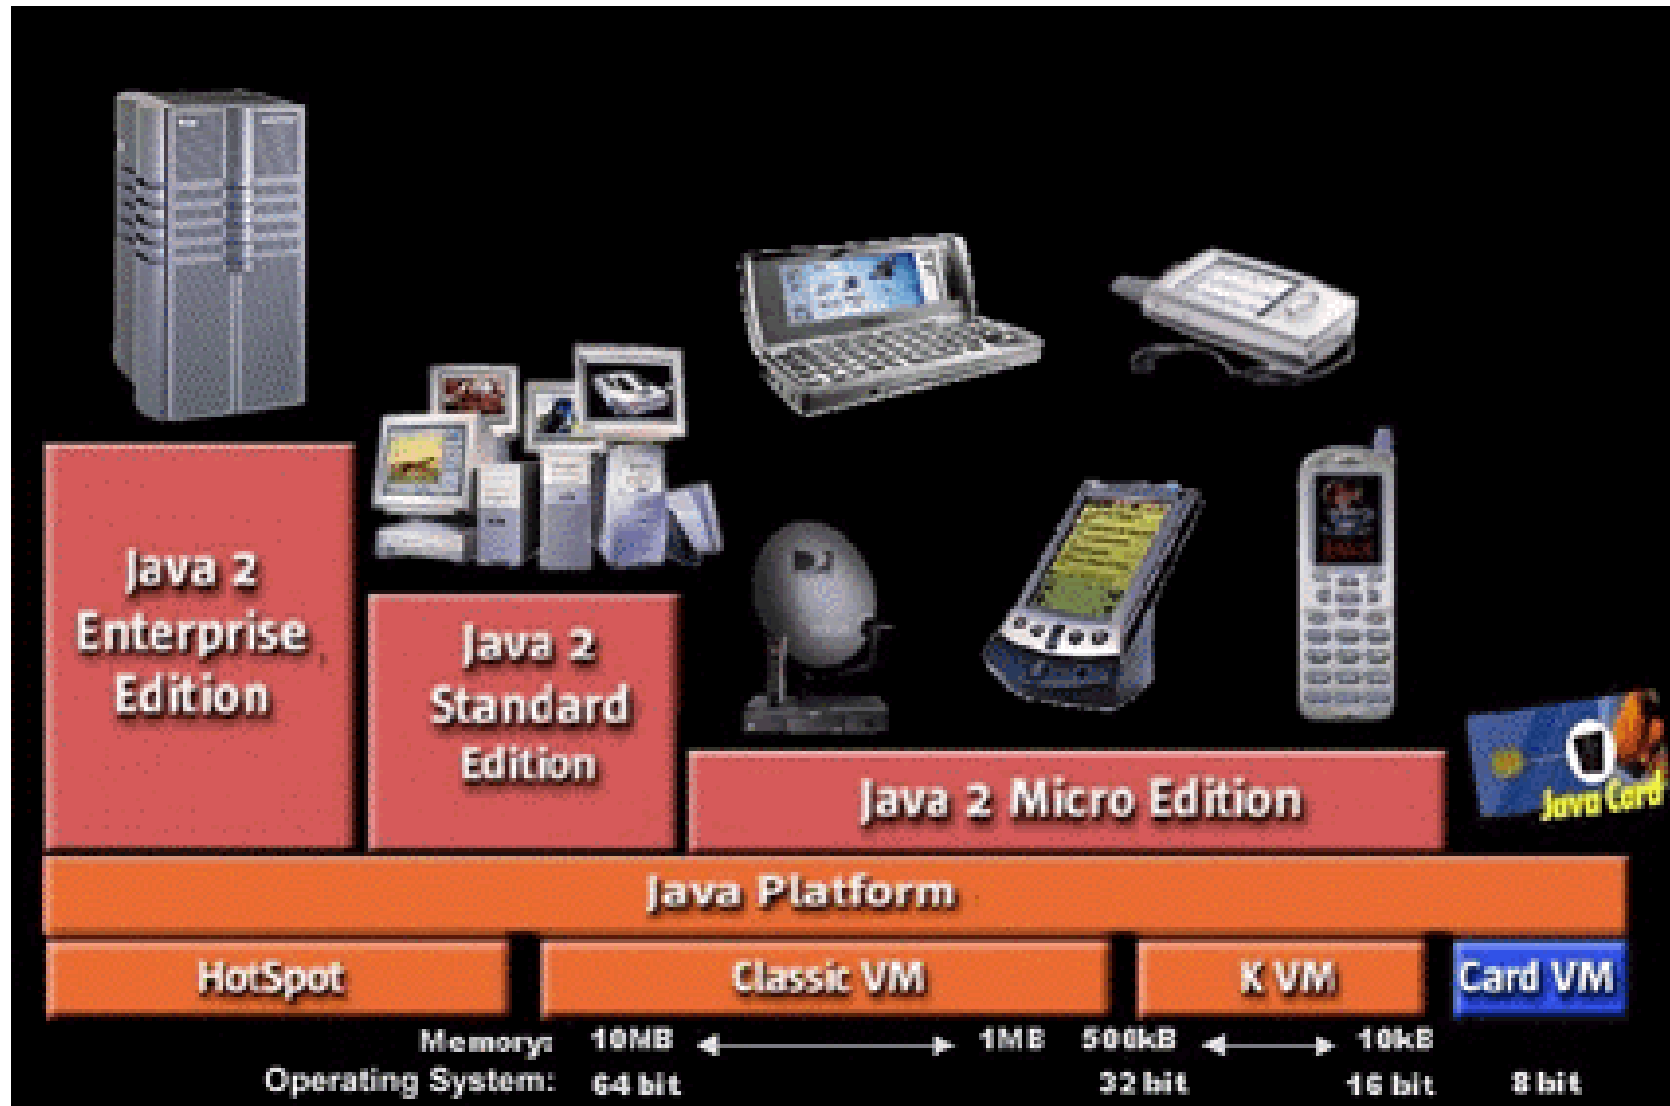 Java 2
Enterprise
Edition
Java 2
Standard
Edition
Java 2 Micro Edition
Java Card
Java Platform
HotSpot
Classic VM
K VM
Card VM
Memory: 10MB 1MB 500kB 10kB
Operating System: 64 bit 32 bit 16 bit 8 bit